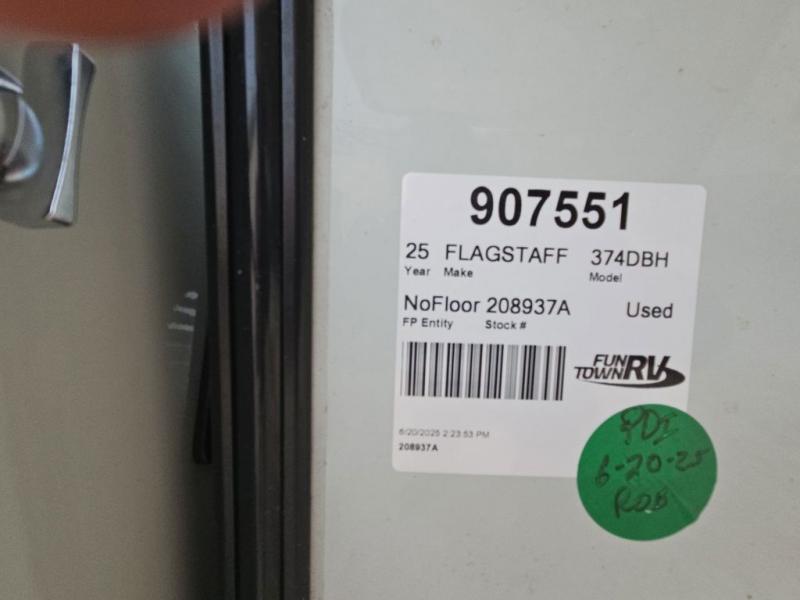 907551
25 FLAGSTAFF 374DBH
Year Make Model
NoFloor 208937A Used
FP Entity Stock #
FUN
TOWN RV
6/20/2025 2:23:53 PM
208937A
PDI
6-20-25
ROB